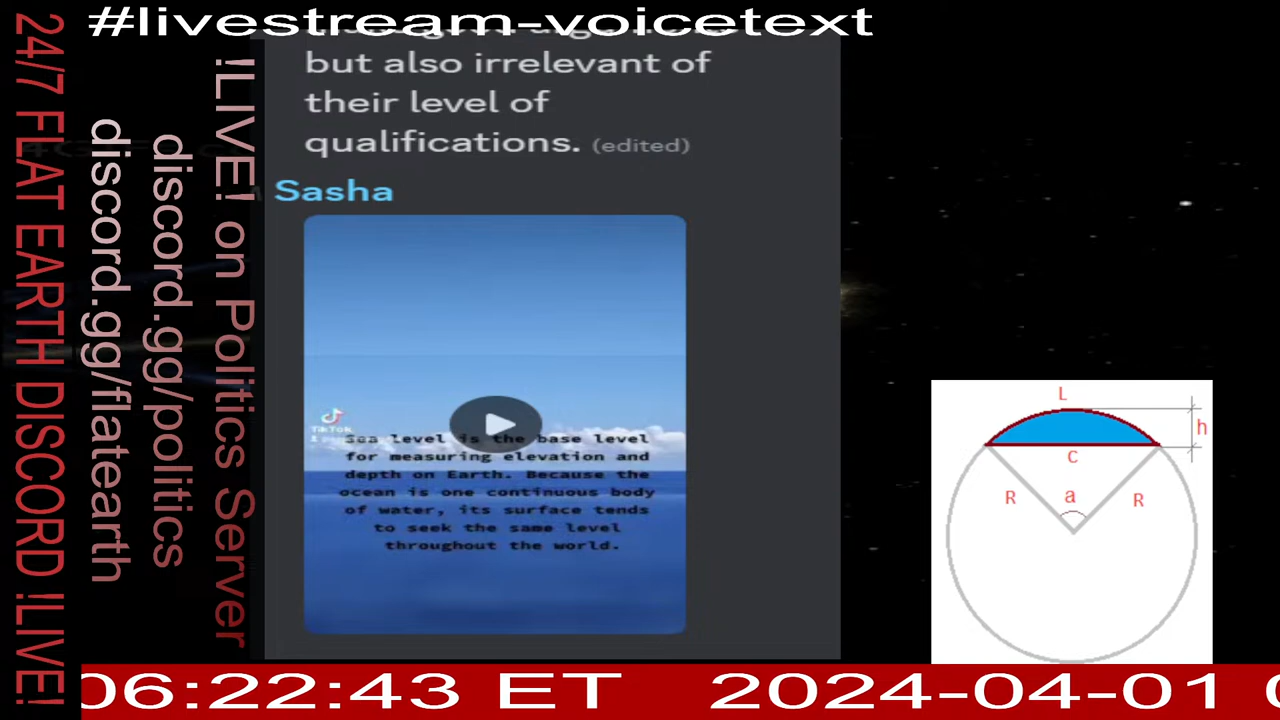 #livestream-voicetext
24/7 FLAT EARTH DISCORD !LIVE!
discord.gg/flatearth
discord.gg/politics
!LIVE! on Politics Server
but also irrelevant of
their level of
qualifications. (edited)
Sasha
TikTok
Sea level is the base level
for measuring elevation and
depth on Earth. Because the
ocean is one continuous body
of water, its surface tends
to seek the same level
throughout the world.
L
h
C
R
a
R
06:22:43 ET 2024-04-01